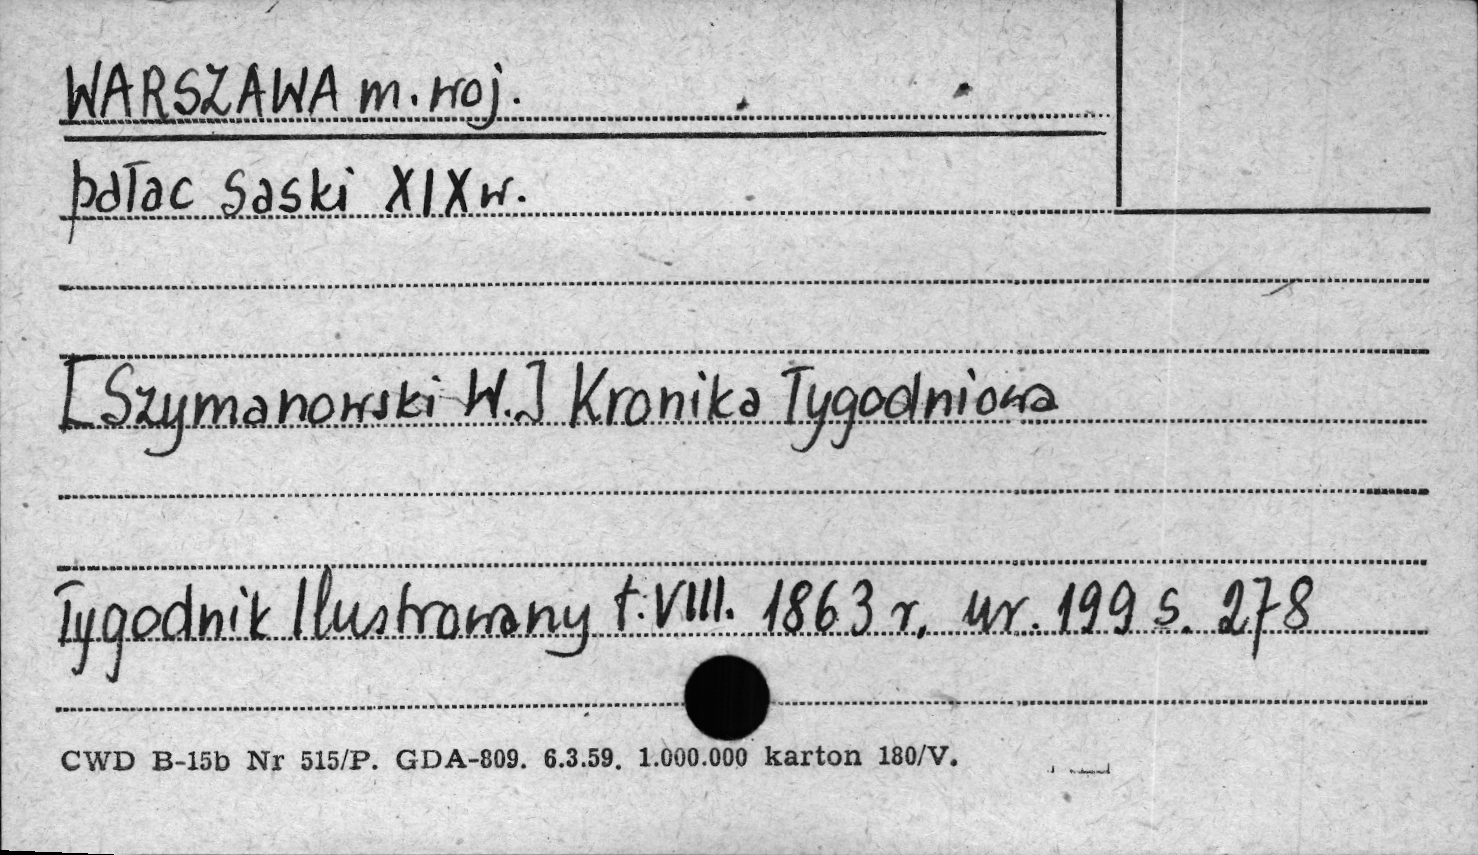 WARSZAWA m. woj.
pałac Saski XIX w.
[Szymanowski W.] Kronika Tygodniowa
Tygodnik Ilustrowany t. VIII. 1863 r. nr. 199 s. 278
CWD B-15b Nr 515/P. GDA-809. 6.3.59. 1.000.000 karton 180/V.